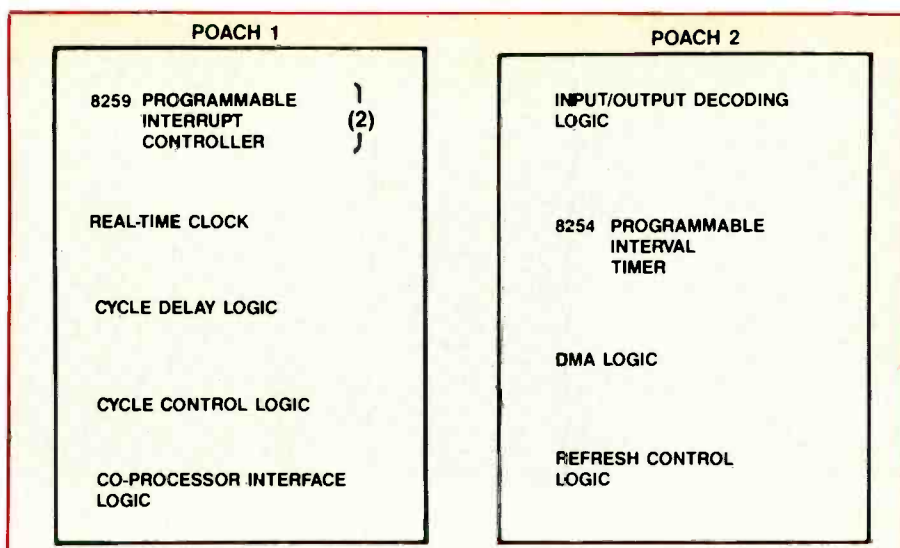 POACH 1
8259 PROGRAMMABLE
INTERRUPT (2)
CONTROLLER
REAL-TIME CLOCK
CYCLE DELAY LOGIC
CYCLE CONTROL LOGIC
CO-PROCESSOR INTERFACE
LOGIC
POACH 2
INPUT/OUTPUT DECODING
LOGIC
8254 PROGRAMMABLE
INTERVAL
TIMER
DMA LOGIC
REFRESH CONTROL
LOGIC